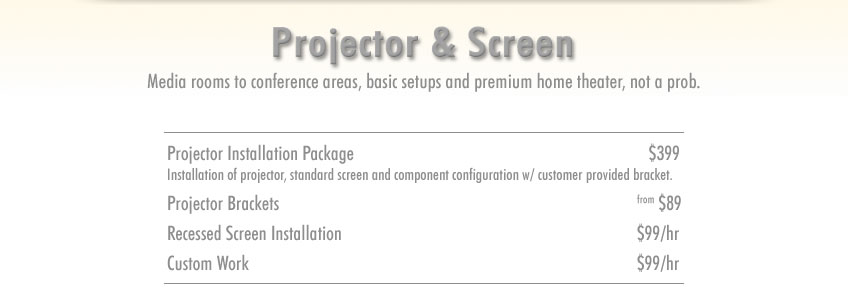 Projector & Screen
Media rooms to conference areas, basic setups and premium home theater, not a prob.
Projector Installation Package $399
Installation of projector, standard screen and component configuration w/ customer provided bracket.
Projector Brackets from $89
Recessed Screen Installation $99/hr
Custom Work $99/hr